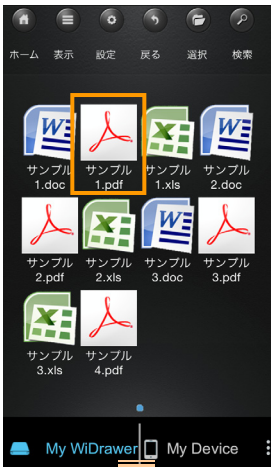 ホーム 表示 設定 戻る 選択 検索
サンプル サンプル サンプル サンプル
1.doc 1.pdf 1.xls 2.doc
サンプル サンプル サンプル サンプル
2.pdf 2.xls 3.doc 3.pdf
サンプル サンプル
3.xls 4.pdf
My WiDrawer My Device